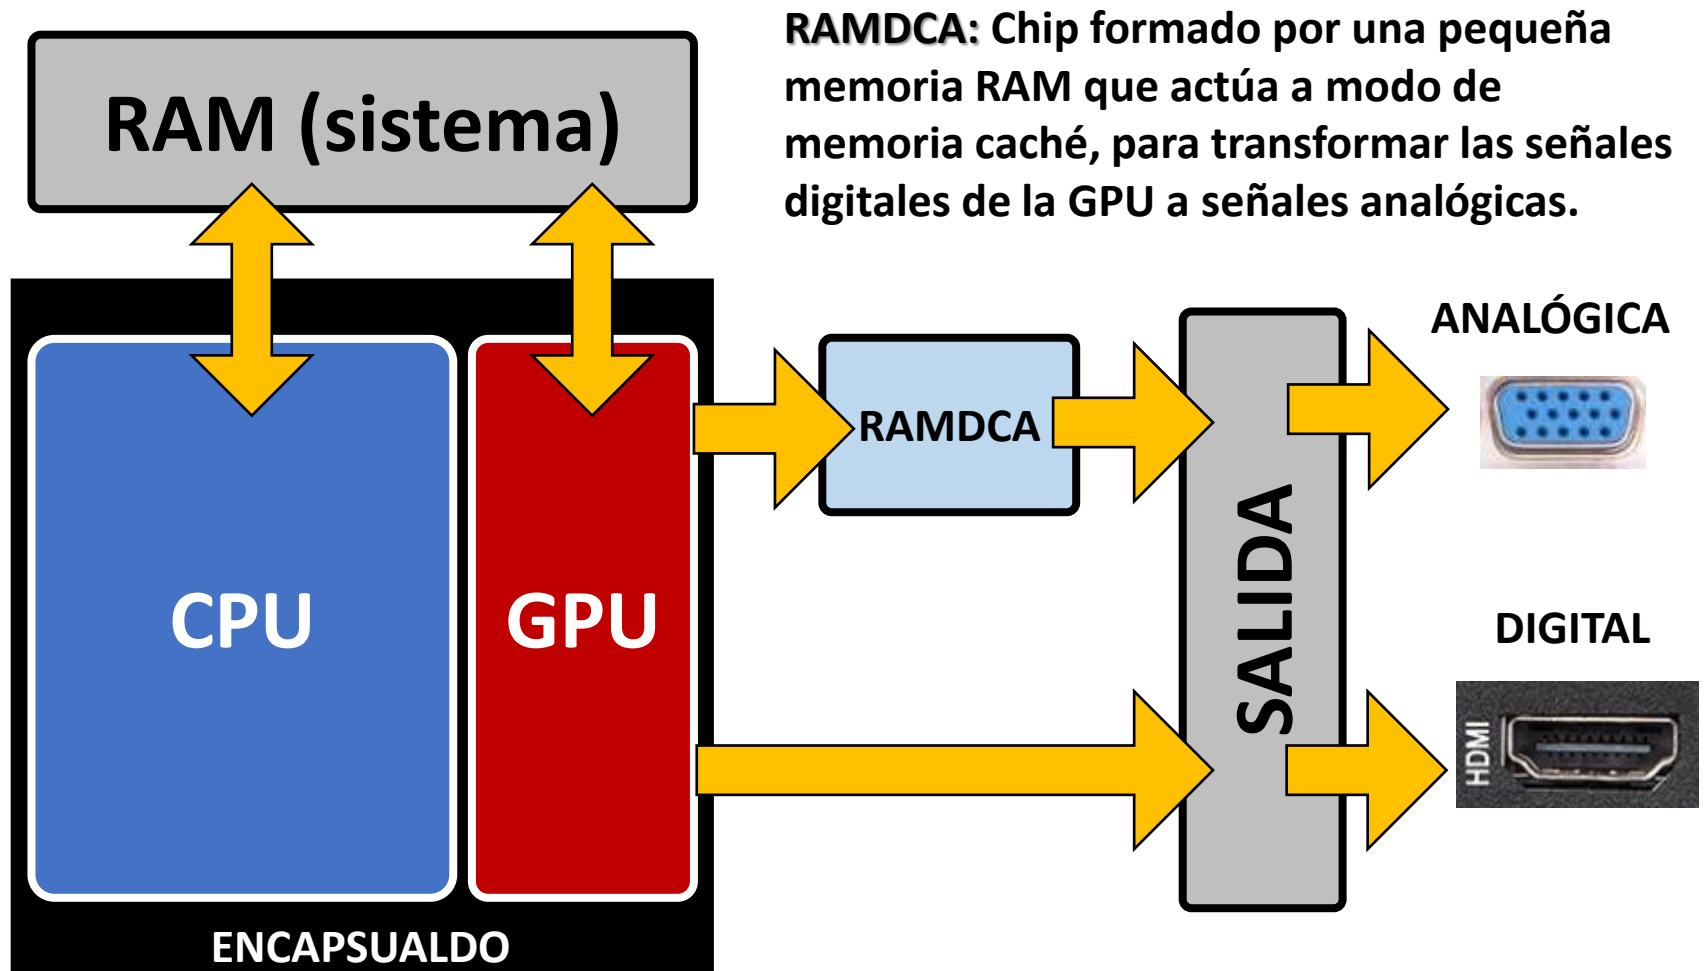 RAMDCA: Chip formado por una pequeña
memoria RAM que actúa a modo de
memoria caché, para transformar las señales
digitales de la GPU a señales analógicas.
RAM (sistema)
CPU
GPU
ENCAPSUALDO
RAMDCA
SALIDA
ANALÓGICA
DIGITAL
HDMI